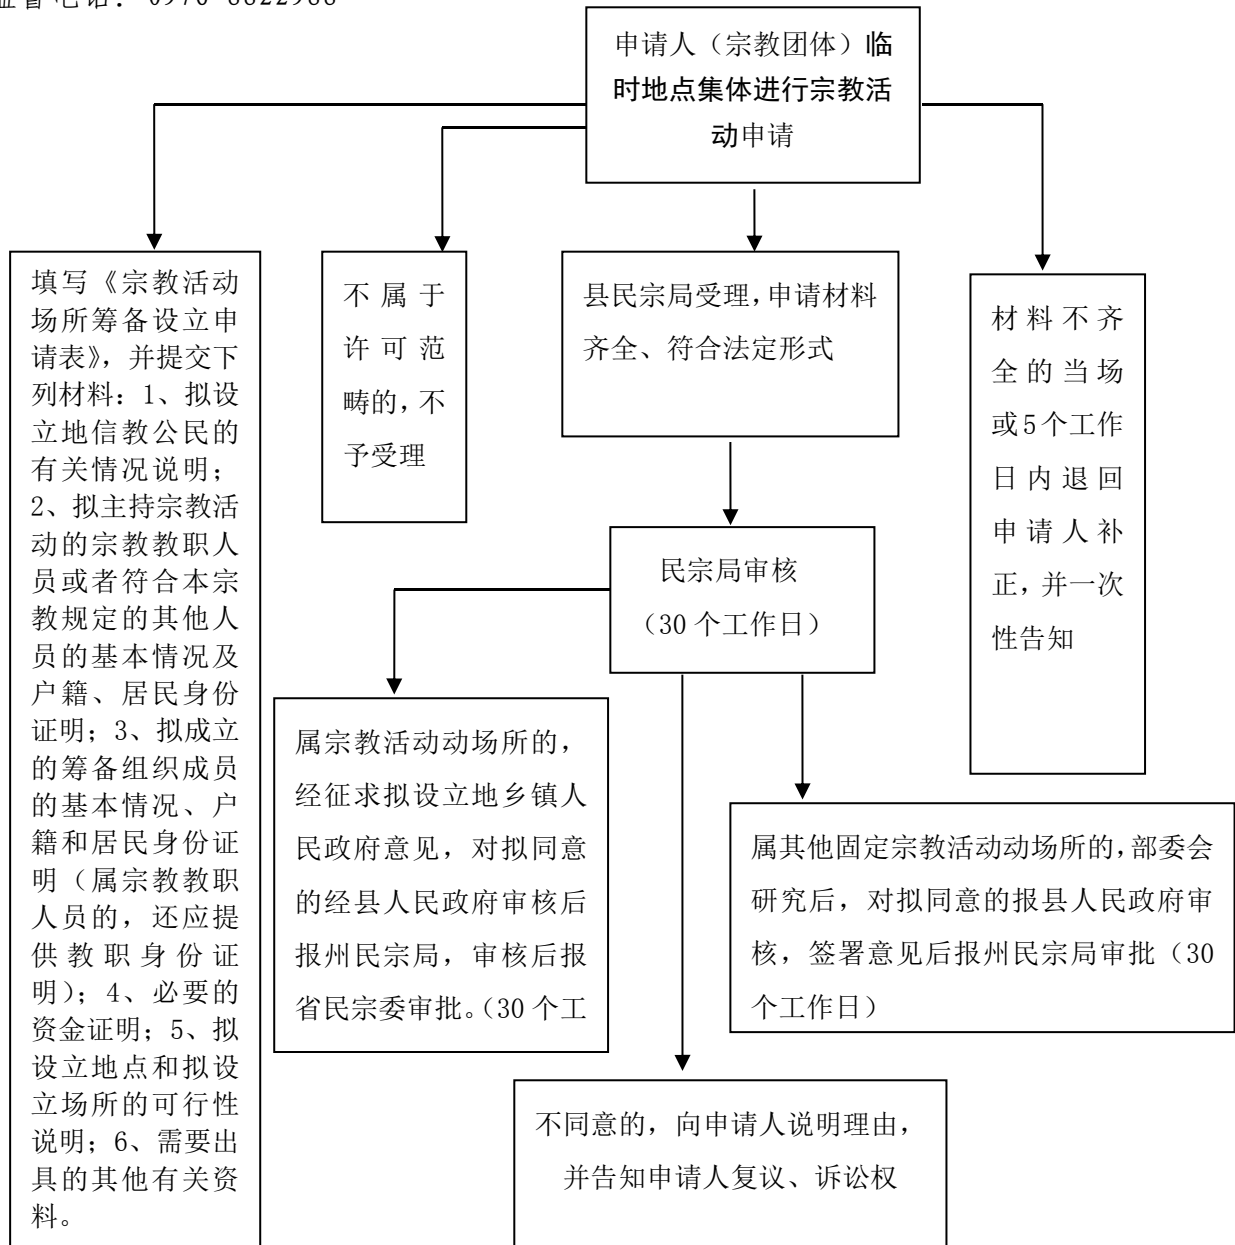 申请人（宗教团体）临
时地点集体进行宗教活
动申请
填写《宗教活动
场所筹备设立申
请表》，并提交下
列材料：1、拟设
立地信教公民的
有关情况说明；
2、拟主持宗教活
动的宗教教职人
员或者符合本宗
教规定的其他人
员的基本情况及
户籍、居民身份
证明；3、拟成立
的筹备组织成员
的基本情况、户
籍和居民身份证
明（属宗教教职
人员的，还应提
供教职身份证
明）；4、必要的
资金证明；5、拟
设立地点和拟设
立场所的可行性
说明；6、需要出
具的其他有关资
料。
不属于
许可范
畴的，不
予受理
县民宗局受理，申请材料
齐全、符合法定形式
材料不齐
全的当场
或5个工作
日内退回
申请人补
正，并一次
性告知
民宗局审核
（30个工作日）
属宗教活动动场所的，
经征求拟设立地乡镇人
民政府意见，对拟同意
的经县人民政府审核后
报州民宗局，审核后报
省民宗委审批。（30个工
属其他固定宗教活动动场所的，部委会
研究后，对拟同意的报县人民政府审
核，签署意见后报州民宗局审批（30
个工作日）
不同意的，向申请人说明理由，
并告知申请人复议、诉讼权